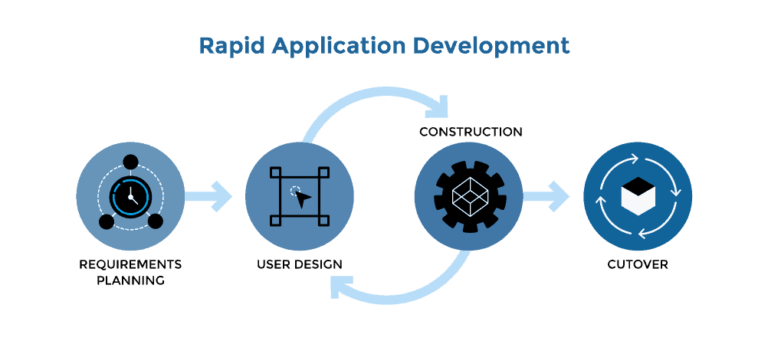 Rapid Application Development
CONSTRUCTION
REQUIREMENTS
PLANNING
USER DESIGN
CUTOVER